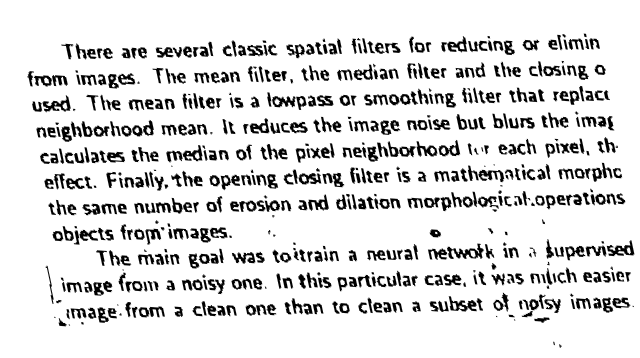 There are several classic spatial filters for reducing or elimin
from images. The mean filter, the median filter and the closing o
used. The mean filter is a lowpass or smoothing filter that replac
neighborhood mean. It reduces the image noise but blurs the imag
calculates the median of the pixel neighborhood for each pixel, th
effect. Finally, the opening closing filter is a mathematical morpho
the same number of erosion and dilation morphological operations
objects from images.
The main goal was to train a neural network in a supervised
image from a noisy one. In this particular case, it was much easier
image from a clean one than to clean a subset of noisy images.